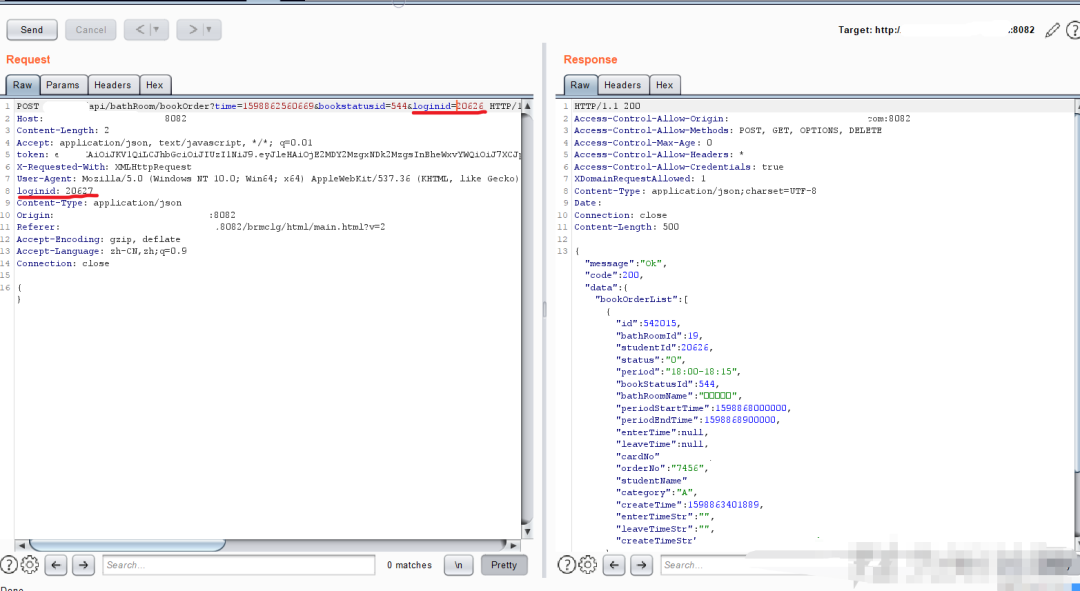 Send Cancel < | ▼ > | ▼ Target: http:/ .:8082 ?
Request
Raw Params Headers Hex
1 POST api/bathRoom/bookOrder?time=1598862560669&bookstatusid=544&loginid=20626 HTTP/1
2 Host: 8082
3 Content-Length: 2
4 Accept: application/json, text/javascript, */*; q=0.01
5 token:
6 X-Requested-With: XMLHttpRequest
7 User-Agent: Mozilla/5.0 (Windows NT 10.0; Win64; x64) AppleWebKit/537.36 (KHTML, like Gecko)
8 loginid: 20627
9 Content-Type: application/json
10 Origin: :8082
11 Referer: .8082/brmclg/html/main.html?v=2
12 Accept-Encoding: gzip, deflate
13 Accept-Language: zh-CN,zh;q=0.9
14 Connection: close
15
16 {
}
? Search... 0 matches \n Pretty
Response
Raw Headers Hex
1 HTTP/1.1 200
2 Access-Control-Allow-Origin: com:8082
3 Access-Control-Allow-Methods: POST, GET, OPTIONS, DELETE
4 Access-Control-Max-Age: 0
5 Access-Control-Allow-Headers: *
6 Access-Control-Allow-Credentials: true
7 XDomainRequestAllowed: 1
8 Content-Type: application/json;charset=UTF-8
9 Date:
10 Connection: close
11 Content-Length: 500
12
13 {
"message":"Ok",
"code":200,
"data":{
"bookOrderList":[
{
"id":542015,
"bathRoomId":19,
"studentId":20626,
"status":"0",
"period":"18:00-18:15",
"bookStatusId":544,
"bathRoomName":"□□□□□",
"periodStartTime":1598868000000,
"periodEndTime":1598868900000,
"enterTime":null,
"leaveTime":null,
"cardNo"
"orderNo":"7456",
"studentName"
"category":"A",
"createTime":1598863401889,
"enterTimeStr":"",
"leaveTimeStr":"",
"createTimeStr"
? Search...
Done